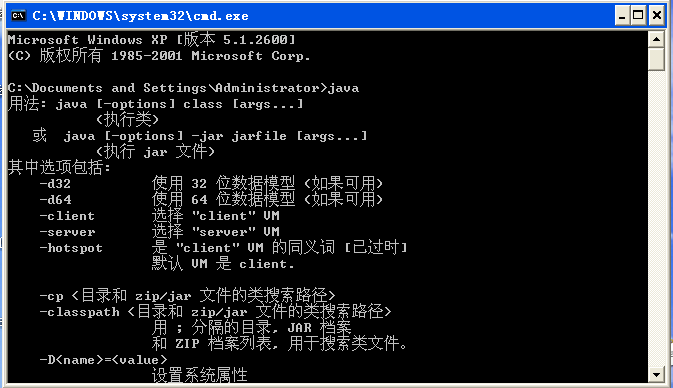 C:\WINDOWS\system32\cmd.exe
Microsoft Windows XP [版本 5.1.2600]
(C) 版权所有 1985-2001 Microsoft Corp.
C:\Documents and Settings\Administrator>java
用法: java [-options] class [args...]
(执行类)
或 java [-options] -jar jarfile [args...]
(执行 jar 文件)
其中选项包括:
-d32 使用 32 位数据模型 (如果可用)
-d64 使用 64 位数据模型 (如果可用)
-client 选择 "client" VM
-server 选择 "server" VM
-hotspot 是 "client" VM 的同义词 [已过时]
默认 VM 是 client.
-cp <目录和 zip/jar 文件的类搜索路径>
-classpath <目录和 zip/jar 文件的类搜索路径>
用 ; 分隔的目录, JAR 档案
和 ZIP 档案列表, 用于搜索类文件。
-D<name>=<value>
设置系统属性